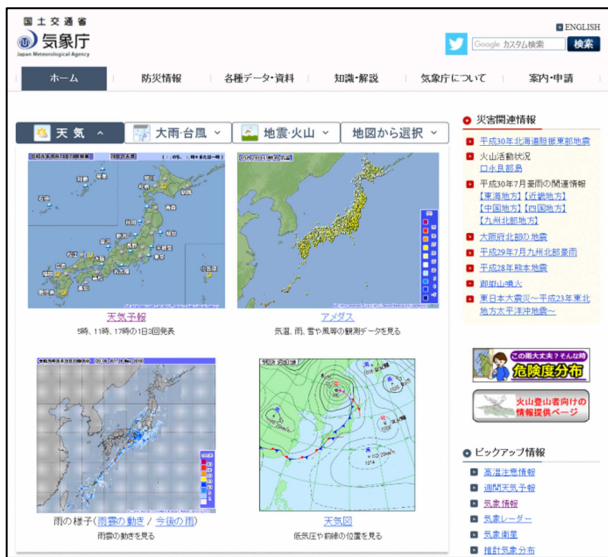 国土交通省
気象庁
Japan Meteorological Agency
ENGLISH
Google カスタム検索
検索
ホーム
防災情報
各種データ・資料
知識・解説
気象庁について
案内・申請
天気
大雨・台風
地震・火山
地図から選択
天気予報
5時、11時、17時の1日3回発表
アメダス
気温、雨、雪や風等の観測データを見る
雨の様子(雨雲の動き / 今後の雨)
雨雲の動きを見る
天気図
低気圧や前線の位置を見る
災害関連情報
平成30年北海道胆振東部地震
火山活動状況
口永良部島
平成30年7月豪雨の関連情報
【東海地方】【近畿地方】
【中国地方】【四国地方】
【九州北部地方】
大阪府北部の地震
平成29年7月九州北部豪雨
平成28年熊本地震
御嶽山噴火
東日本大震災～平成23年東北
地方太平洋沖地震～
この雨大丈夫？そんな時
危険度分布
火山登山者向けの
情報提供ページ
ピックアップ情報
高温注意情報
週間天気予報
気象情報
気象レーダー
気象衛星
推計気象分布